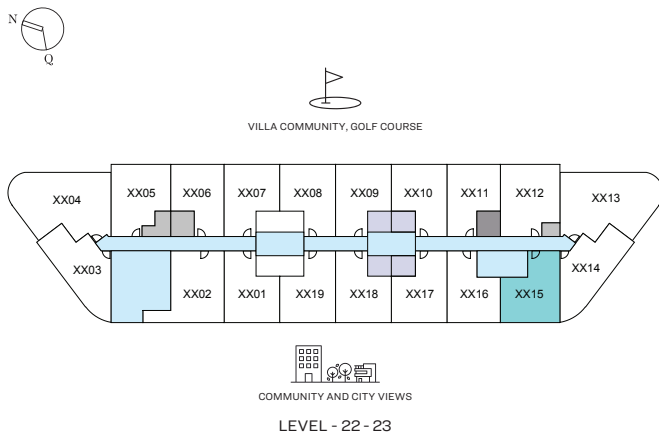 N
Q
VILLA COMMUNITY, GOLF COURSE
XX04
XX05
XX06
XX07
XX08
XX09
XX10
XX11
XX12
XX13
XX03
XX02
XX01
XX19
XX18
XX17
XX16
XX15
XX14
COMMUNITY AND CITY VIEWS
LEVEL - 22 - 23